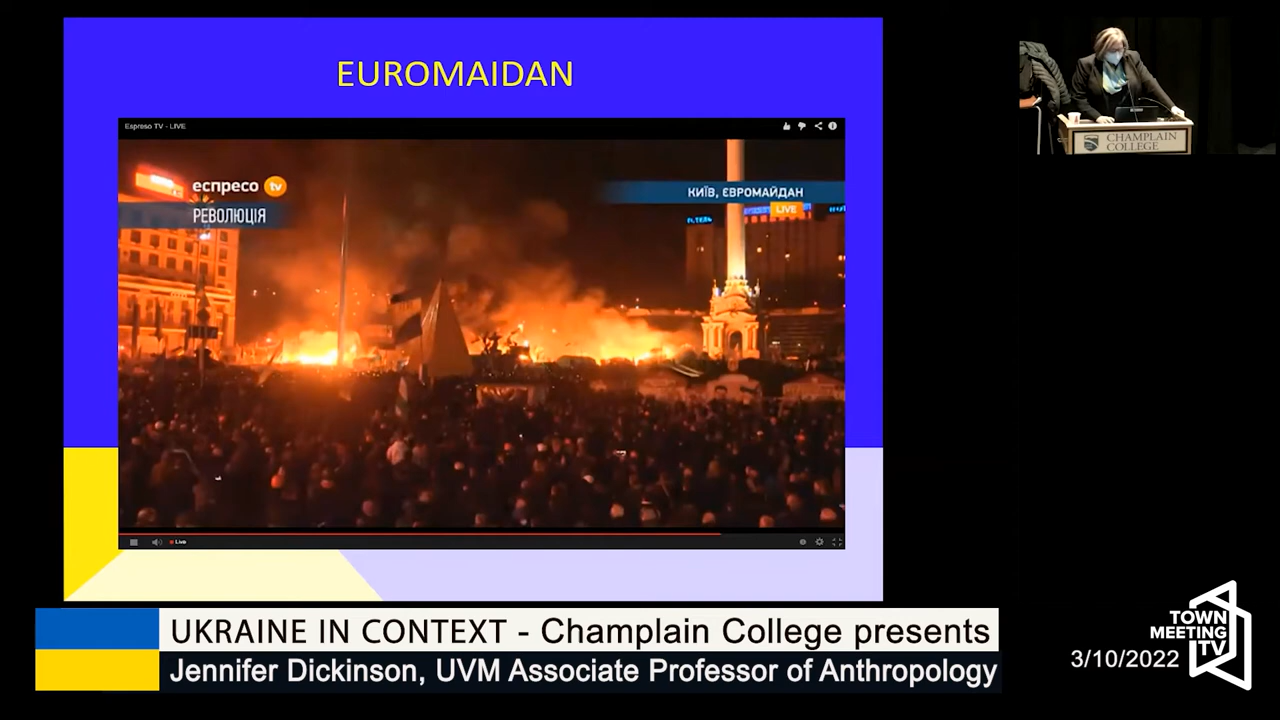 EUROMAIDAN
Espreso TV - LIVE
еспресо tv
РЕВОЛЮЦІЯ
КИЇВ, ЄВРОМАЙДАН
LIVE
Live
CHAMPLAIN
COLLEGE
UKRAINE IN CONTEXT - Champlain College presents
Jennifer Dickinson, UVM Associate Professor of Anthropology
3/10/2022
TOWN
MEETING
TV